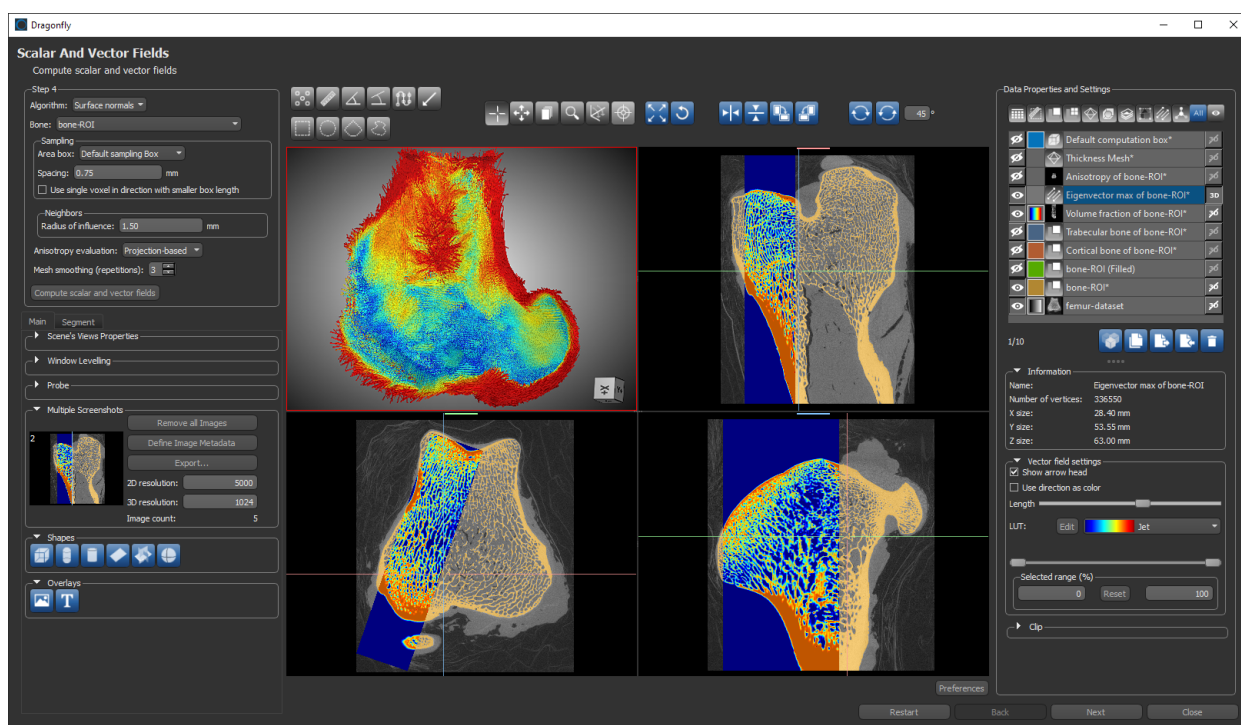 Dragonfly
Scalar And Vector Fields
Compute scalar and vector fields
Step 4
Algorithm: Surface normals
Bone: bone-ROI
Sampling
Area box: Default sampling Box
Spacing: 0.75 mm
Use single voxel in direction with smaller box length
Neighbors
Radius of influence: 1.50 mm
Anisotropy evaluation: Projection-based
Mesh smoothing (repetitions): 3
Compute scalar and vector fields
Main Segment
Scene's Views Properties
Window Levelling
Probe
Multiple Screenshots
2
Remove all Images
Define Image Metadata
Export...
2D resolution: 5000
3D resolution: 1024
Image count: 5
Shapes
Overlays
T
45 °
X+
Preferences
Data Properties and Settings
All
Default computation box*
Thickness Mesh*
Anisotropy of bone-ROI*
Eigenvector max of bone-ROI* 3D
Volume fraction of bone-ROI*
Trabecular bone of bone-ROI*
Cortical bone of bone-ROI*
bone-ROI (Filled)
bone-ROI*
femur-dataset
1/10
Information
Name: Eigenvector max of bone-ROI
Number of vertices: 336550
X size: 28.40 mm
Y size: 53.55 mm
Z size: 63.00 mm
Vector field settings
Show arrow head
Use direction as color
Length
LUT: Edit Jet
Selected range (%)
0 Reset 100
Clip
Restart Back Next Close